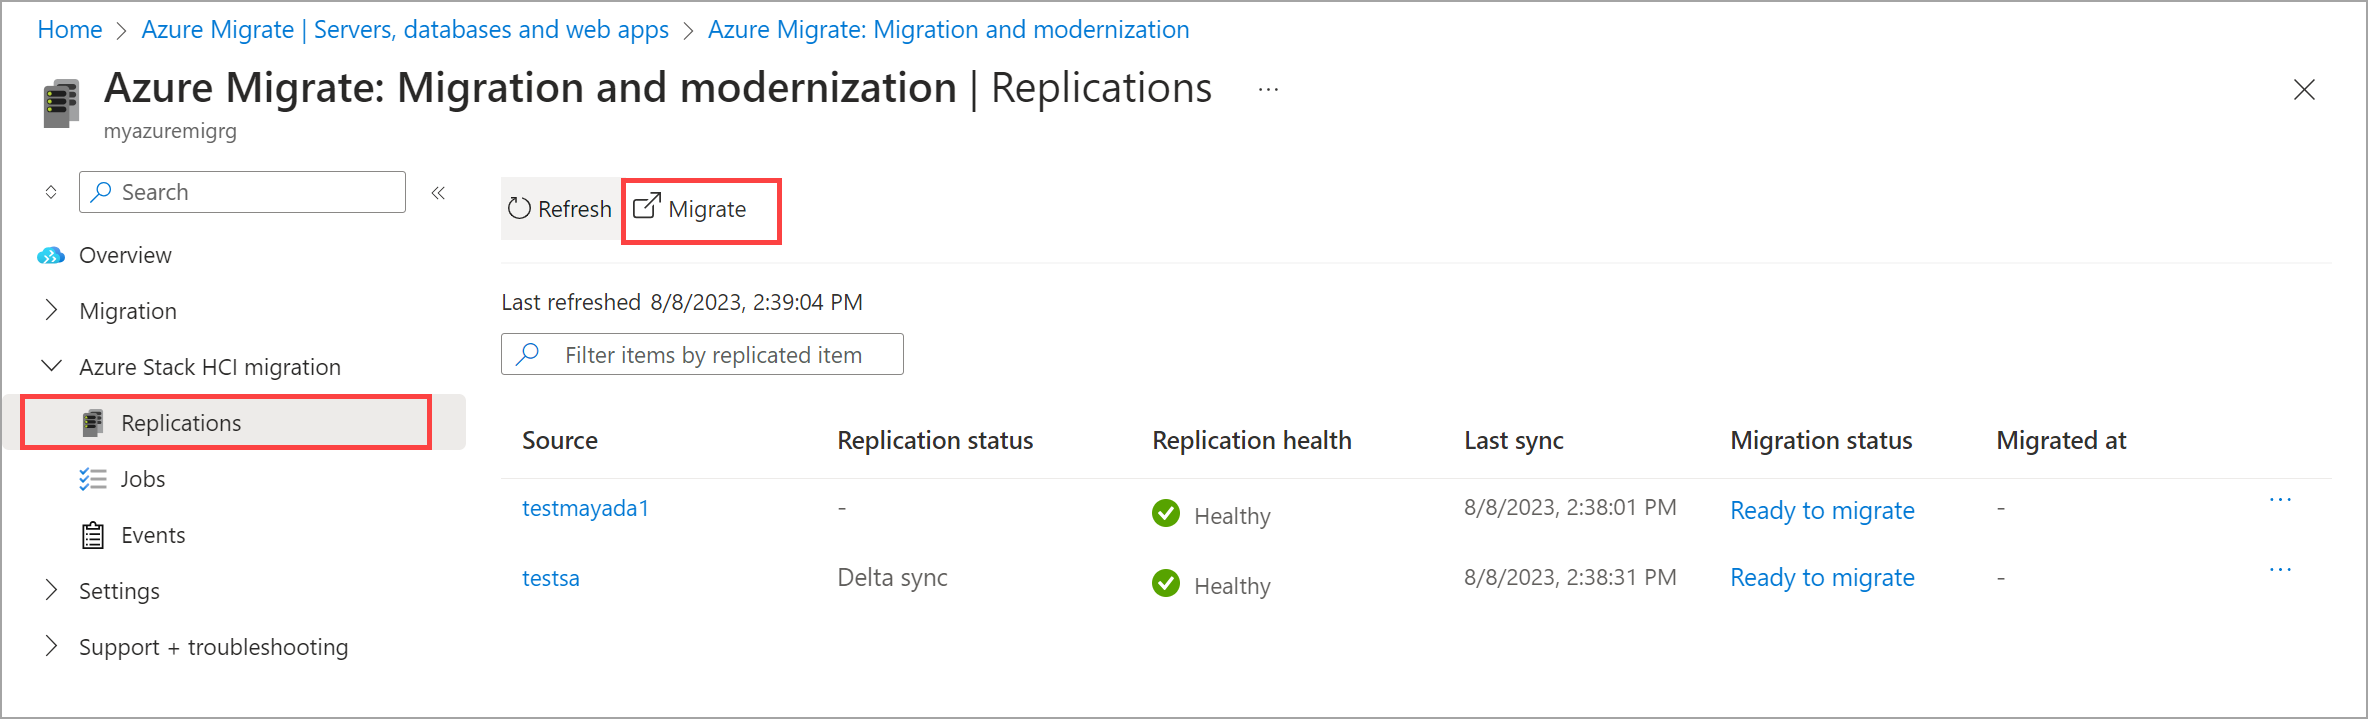 Home > Azure Migrate | Servers, databases and web apps > Azure Migrate: Migration and modernization
Azure Migrate: Migration and modernization | Replications ...
myazuremigrg
Search
Overview
Migration
Azure Stack HCI migration
Replications
Jobs
Events
Settings
Support + troubleshooting
Refresh Migrate
Last refreshed 8/8/2023, 2:39:04 PM
Filter items by replicated item
Source Replication status Replication health Last sync Migration status Migrated at
testmayada1 - Healthy 8/8/2023, 2:38:01 PM Ready to migrate - ...
testsa Delta sync Healthy 8/8/2023, 2:38:31 PM Ready to migrate - ...